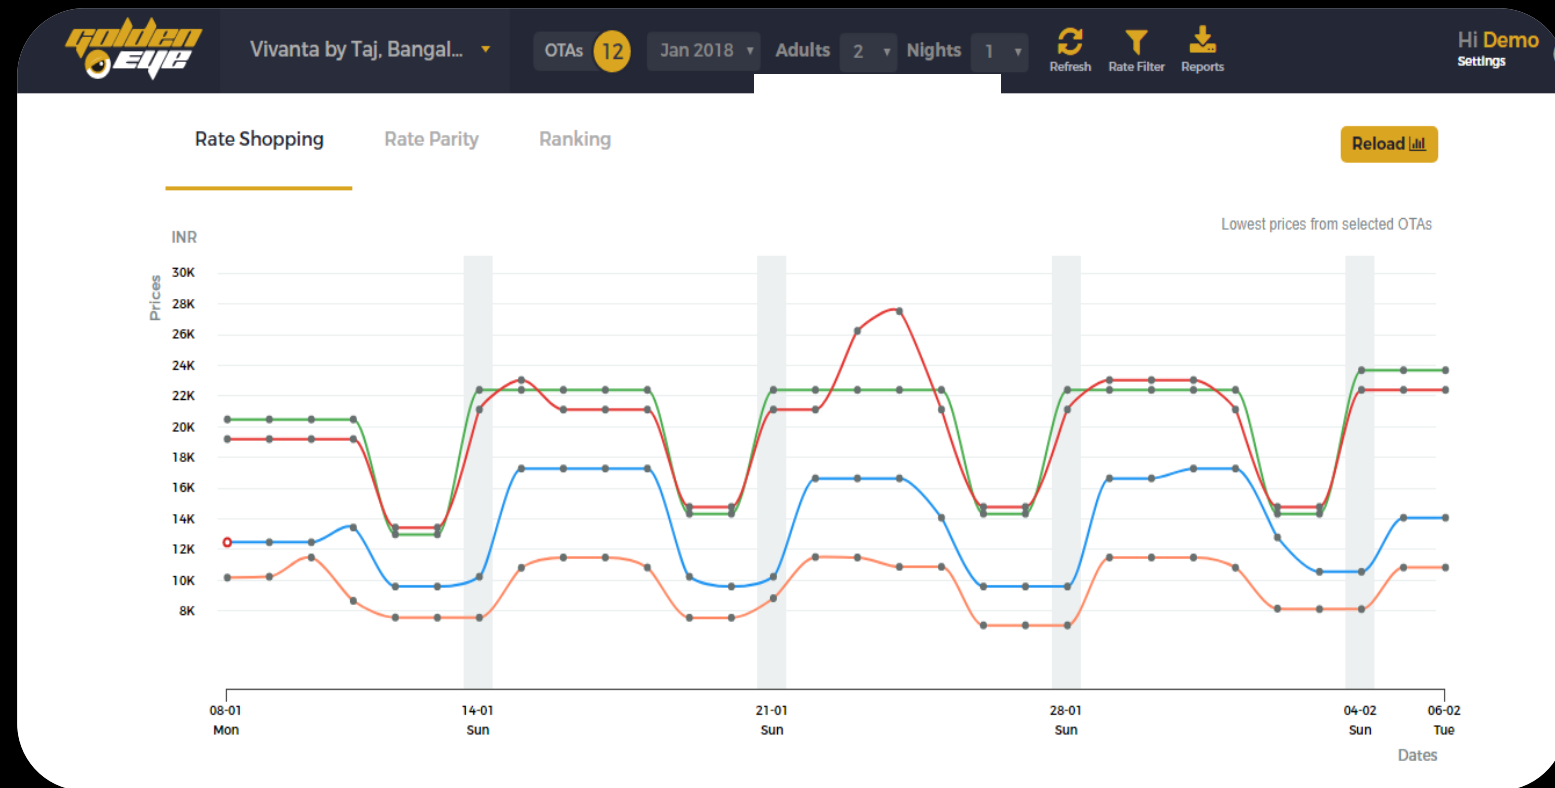 Golden
EYE
Vivanta by Taj, Bangal...
OTAs 12
Jan 2018
Adults 2
Nights 1
Refresh
Rate Filter
Reports
Hi Demo
Settings
Rate Shopping
Rate Parity
Ranking
Reload
Lowest prices from selected OTAs
INR
Prices
30K
28K
26K
24K
22K
20K
18K
16K
14K
12K
10K
8K
08-01
Mon
14-01
Sun
21-01
Sun
28-01
Sun
04-02
Sun
06-02
Tue
Dates